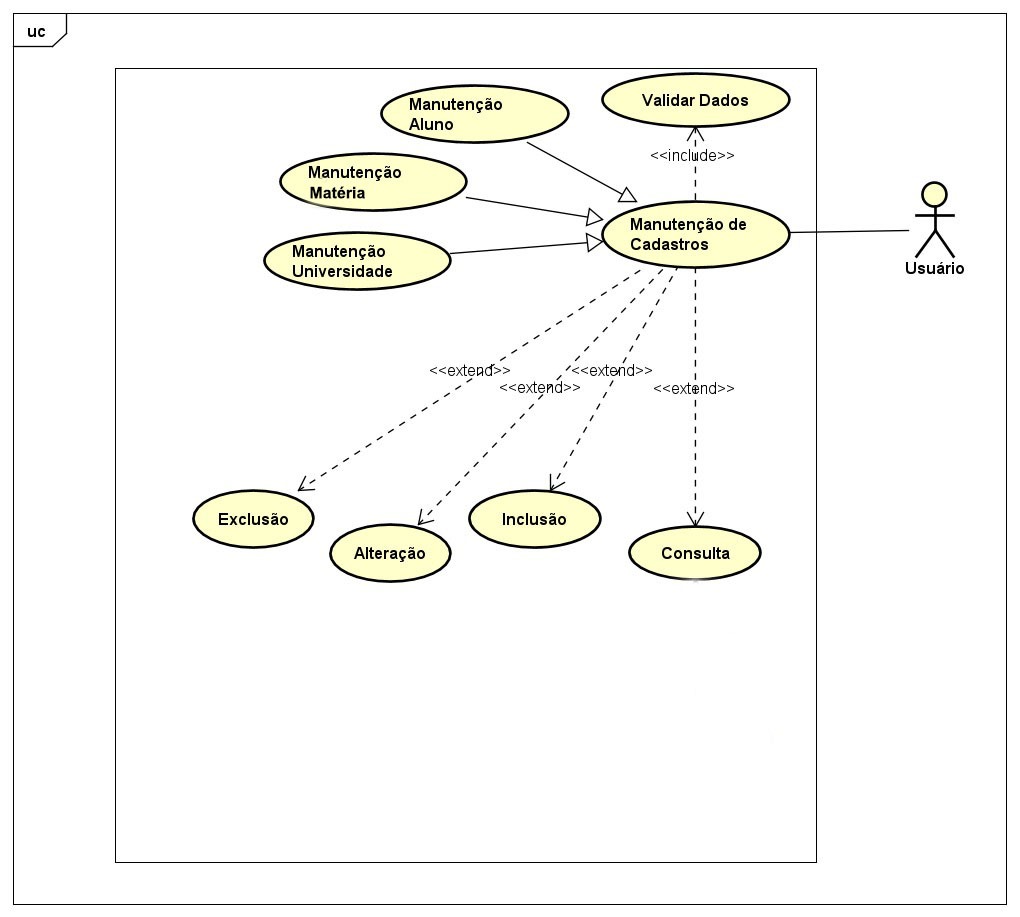 uc
Manutenção
Aluno
Validar Dados
<<include>>
Manutenção
Matéria
Manutenção de
Cadastros
Manutenção
Universidade
Usuário
<<extend>>
<<extend>>
<<extend>>
<<extend>>
Exclusão
Alteração
Inclusão
Consulta